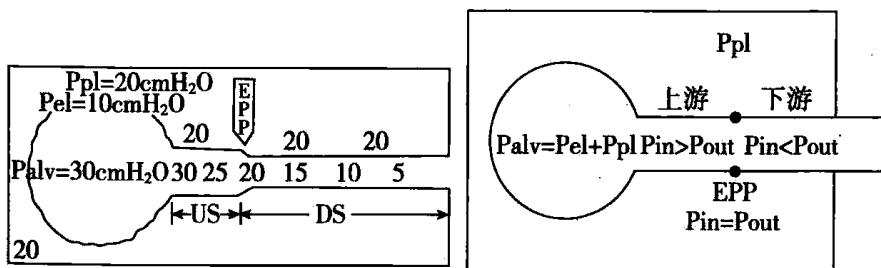 Ppl=20cmH₂O
Pel=10cmH₂O
EPP
20 20 20
Palv=30cmH₂O 30 25 20 15 10 5
US DS
20
Ppl
上游 下游
Palv=Pel+Ppl Pin>Pout Pin<Pout
EPP
Pin=Pout